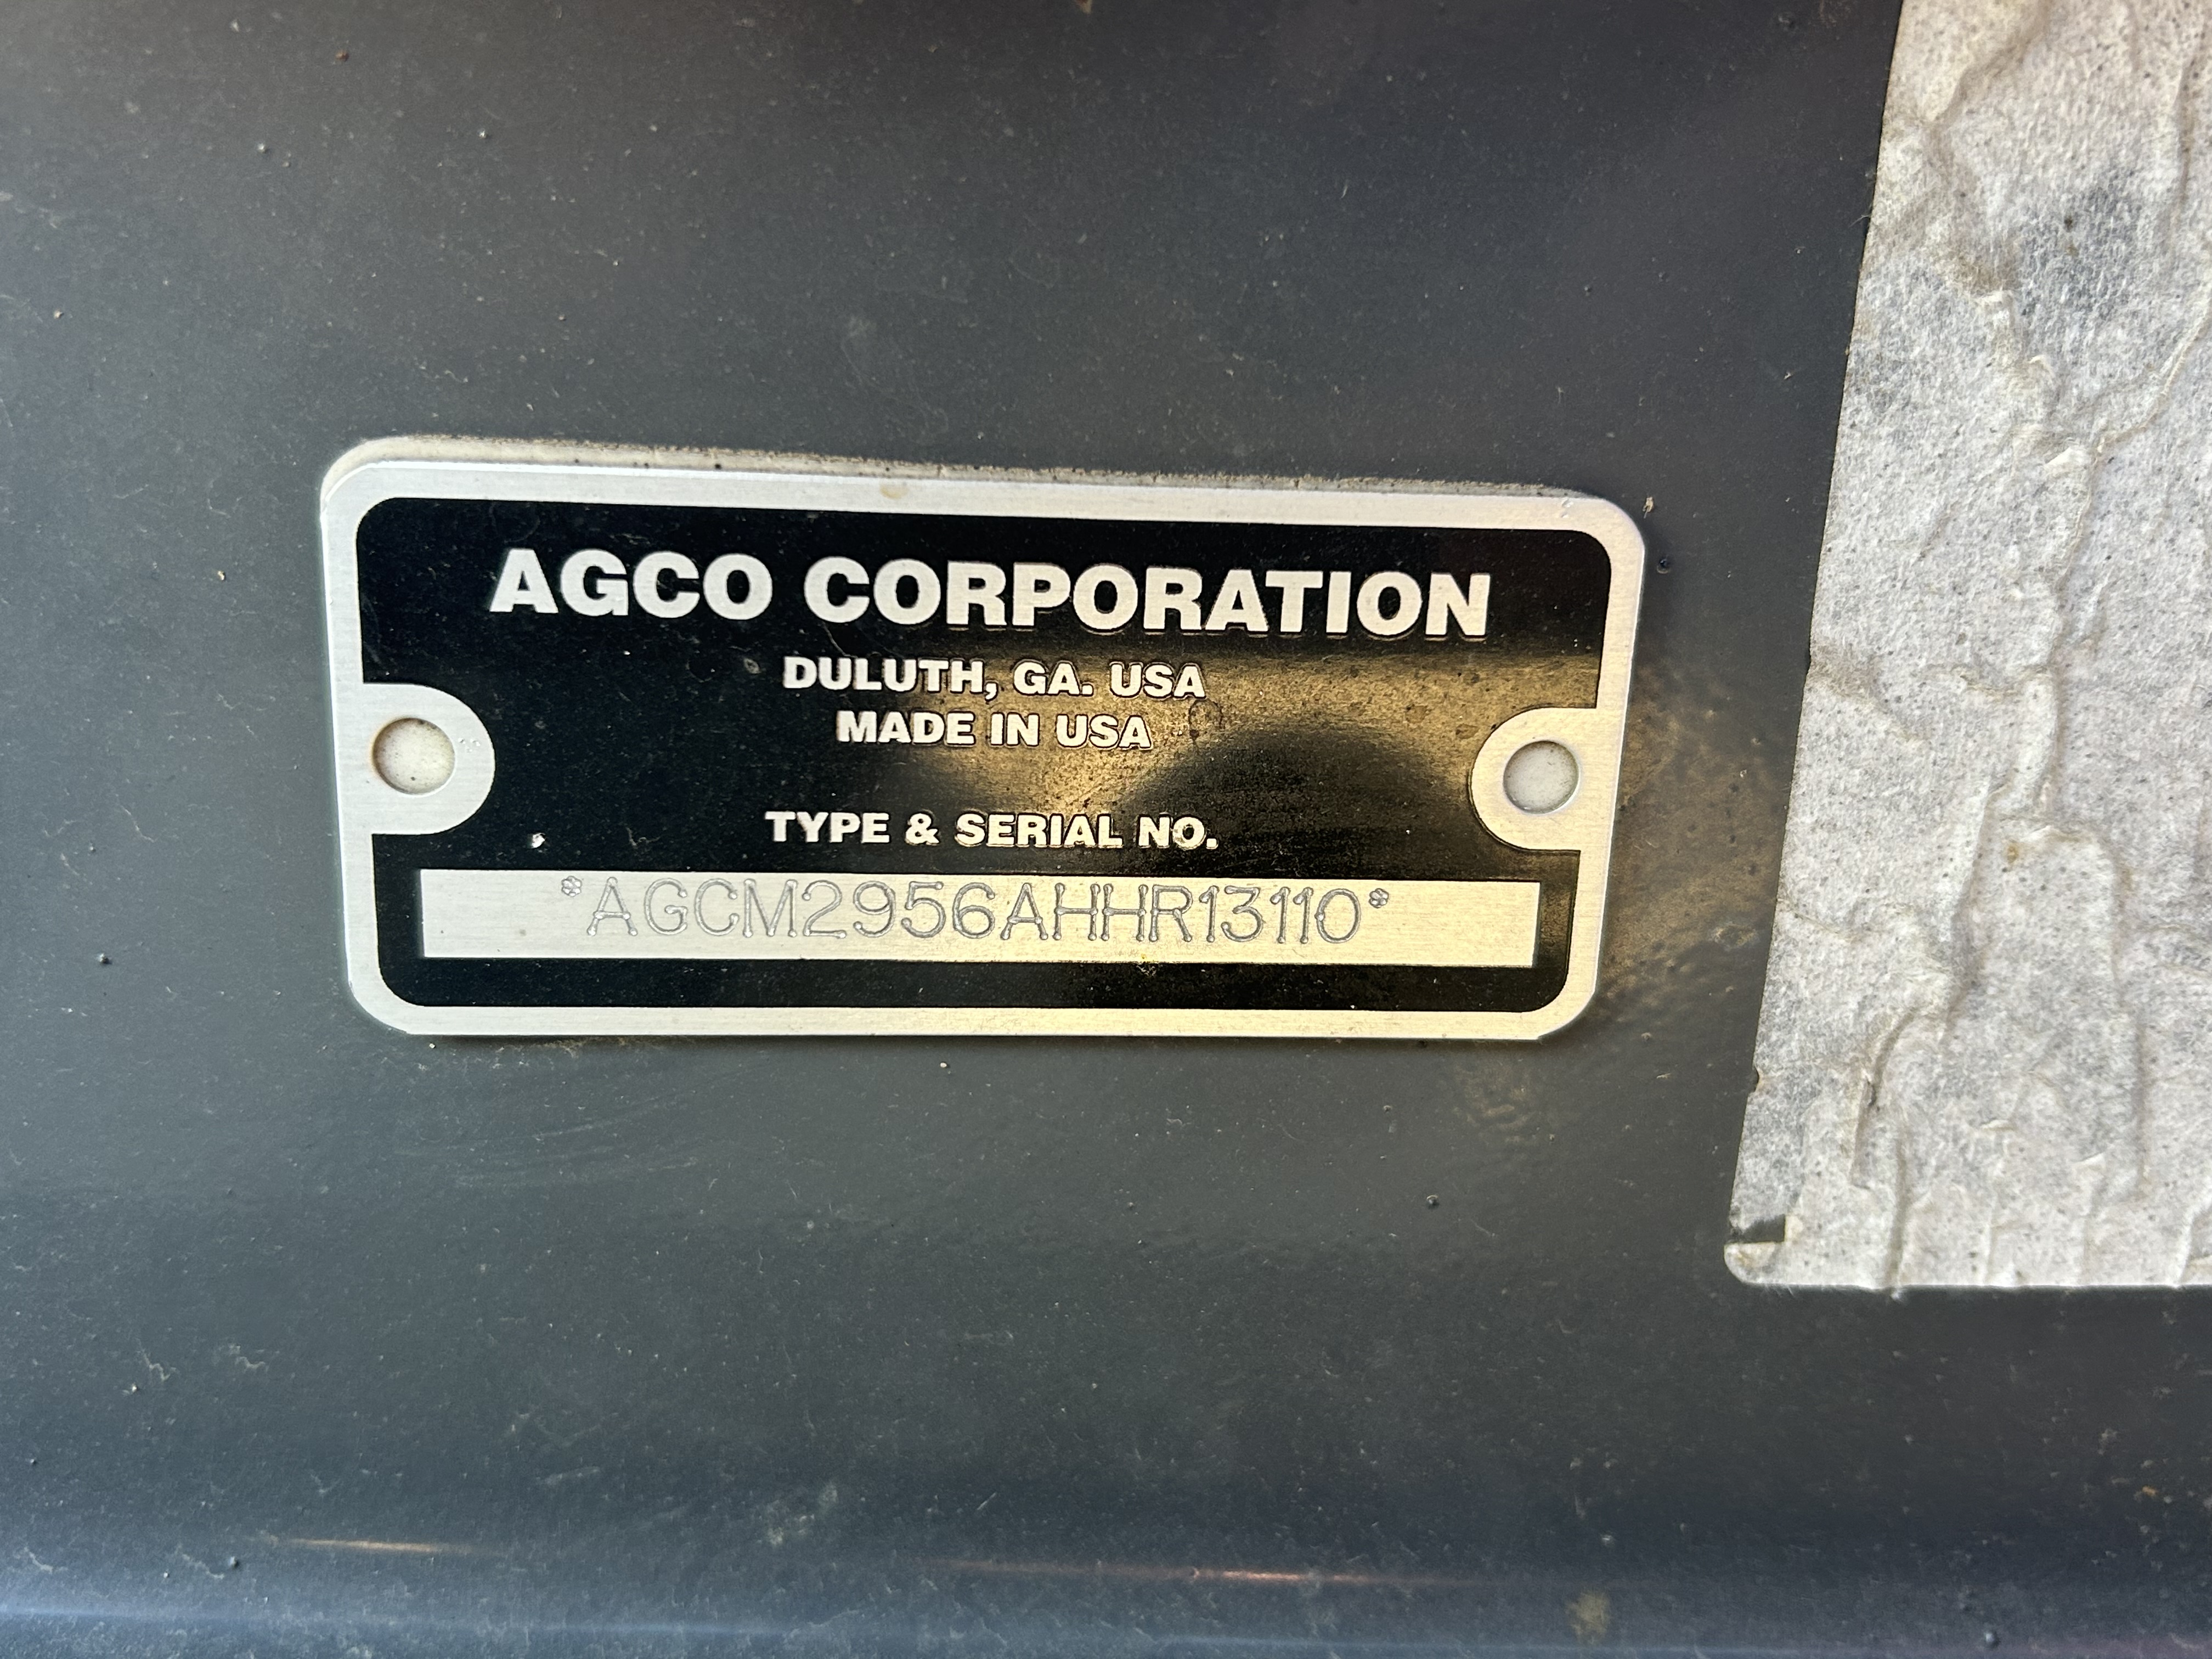 AGCO CORPORATION
DULUTH, GA. USA
MADE IN USA
TYPE & SERIAL NO.
*AGCM2956AHHR13110*